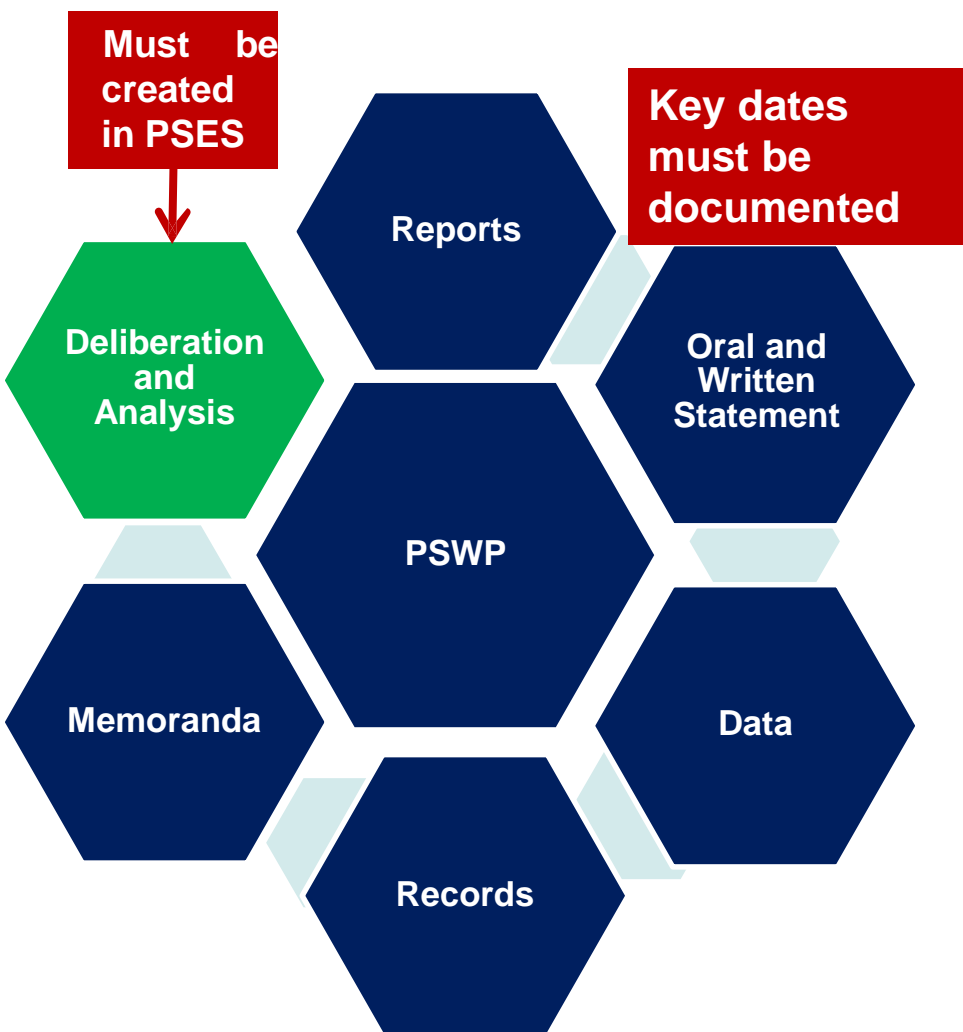 Must be
created
in PSES
Key dates
must be
documented
Reports
Deliberation
and
Analysis
Oral and
Written
Statement
PSWP
Memoranda
Data
Records